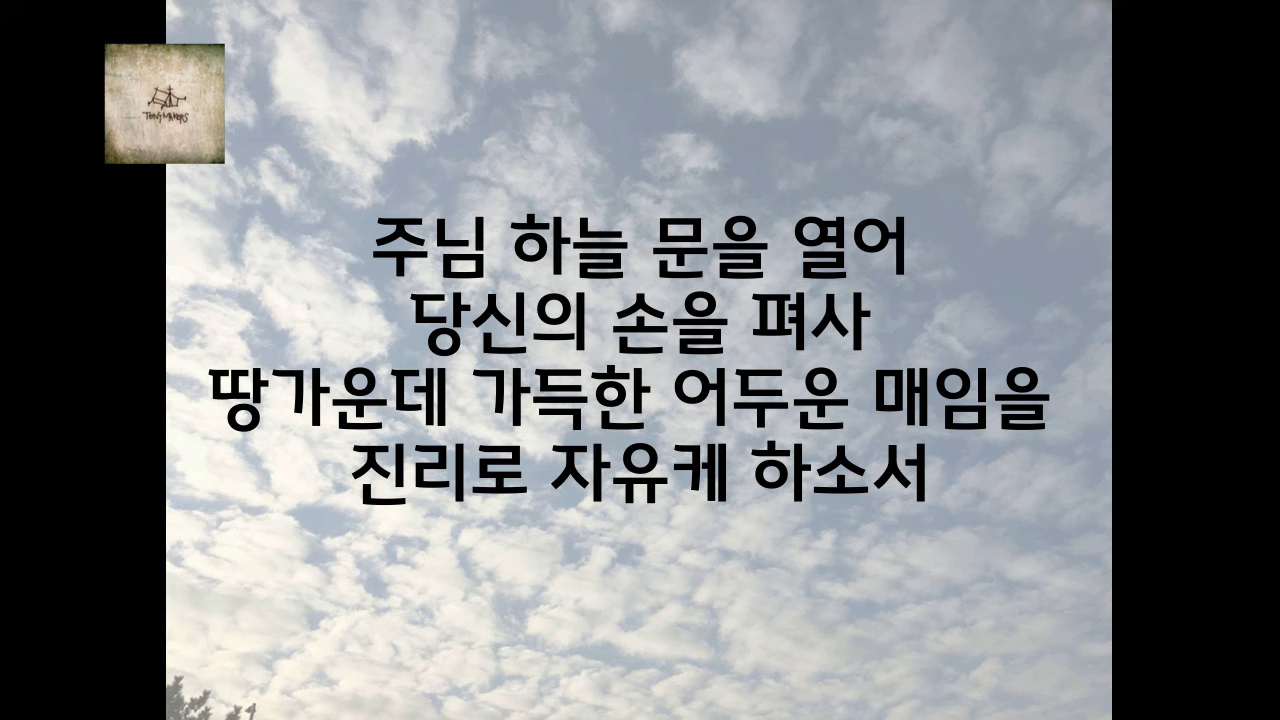 TENTMAKERS
주님 하늘 문을 열어
당신의 손을 펴사
땅가운데 가득한 어두운 매임을
진리로 자유케 하소서